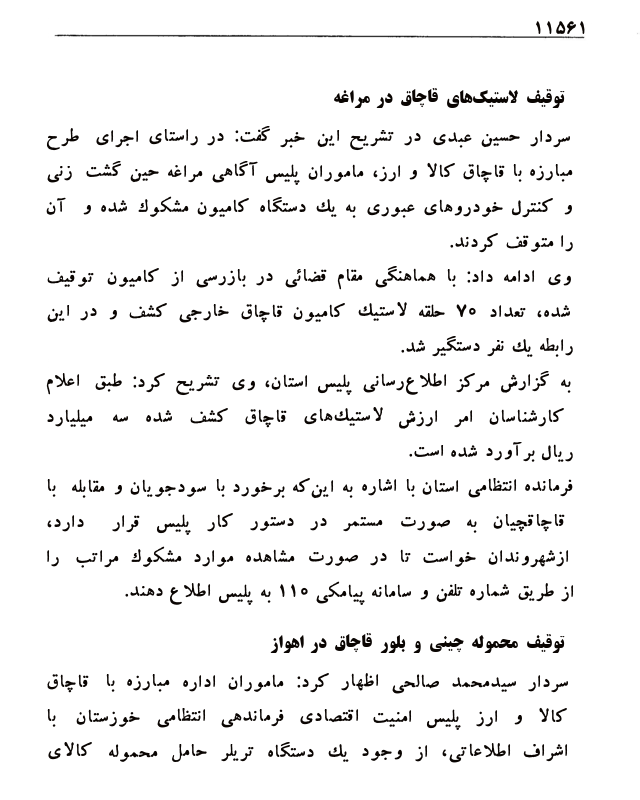 ۱۱۵۶۱
توقیف لاستیک‌های قاچاق در مراغه
سردار حسین عبدی در تشریح این خبر گفت: در راستای اجرای طرح
مبارزه با قاچاق کالا و ارز، ماموران پلیس آگاهی مراغه حین گشت زنی
و کنترل خودروهای عبوری به یك دستگاه کامیون مشکوك شده و آن
را متوقف کردند.
وی ادامه داد: با هماهنگی مقام قضائی در بازرسی از کامیون توقیف
شده، تعداد ۷۰ حلقه لاستیك کامیون قاچاق خارجی کشف و در این
رابطه یك نفر دستگیر شد.
به گزارش مرکز اطلاع‌رسانی پلیس استان، وی تشریح کرد: طبق اعلام
کارشناسان امر ارزش لاستیك‌های قاچاق کشف شده سه میلیارد
ریال برآورد شده است.
فرمانده انتظامی استان با اشاره به این‌که برخورد با سودجویان و مقابله با
قاچاقچیان به صورت مستمر در دستور کار پلیس قرار دارد،
ازشهروندان خواست تا در صورت مشاهده موارد مشکوك مراتب را
از طریق شماره تلفن و سامانه پیامکی ۱۱۰ به پلیس اطلاع دهند.
توقیف محموله چینی و بلور قاچاق در اهواز
سردار سیدمحمد صالحی اظهار کرد: ماموران اداره مبارزه با قاچاق
کالا و ارز پلیس امنیت اقتصادی فرماندهی انتظامی خوزستان با
اشراف اطلاعاتی، از وجود یك دستگاه تریلر حامل محموله کالای